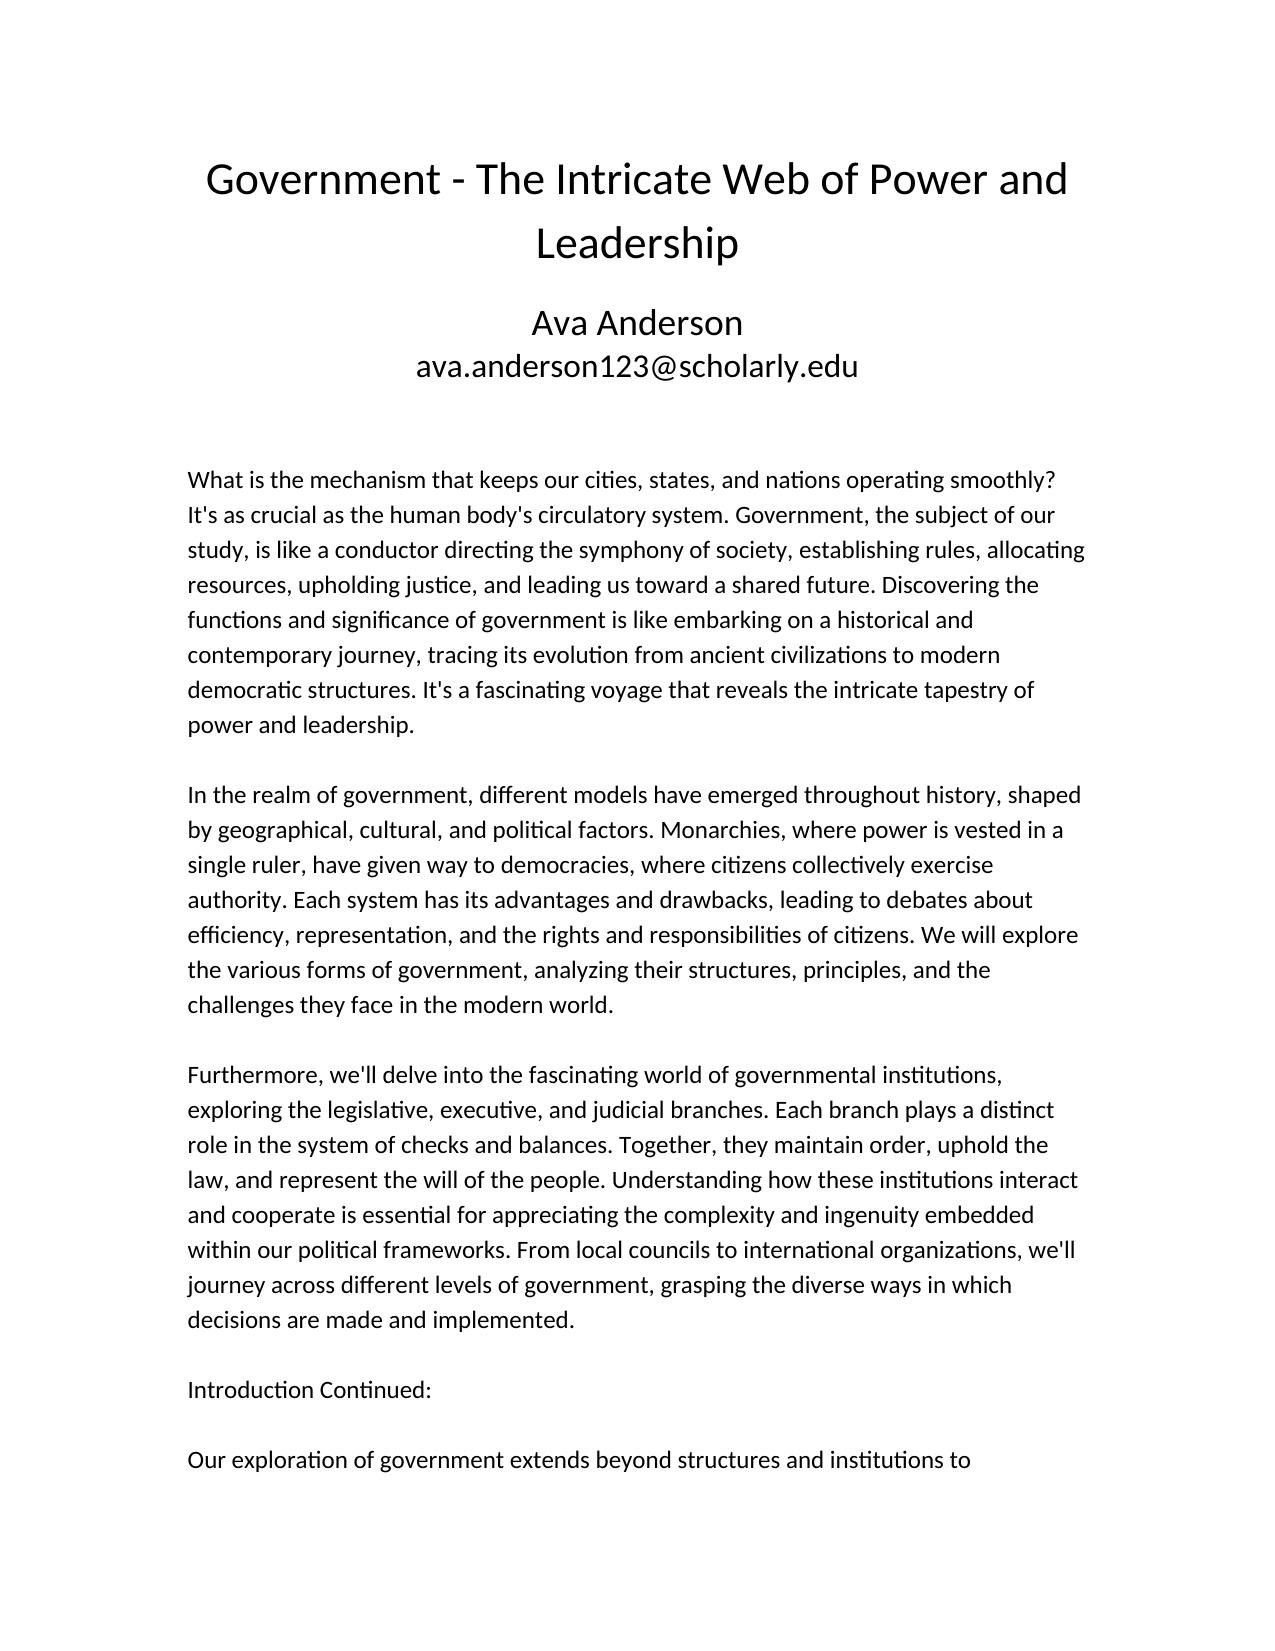 Government - The Intricate Web of Power and
Leadership
Ava Anderson
ava.anderson123@scholarly.edu
What is the mechanism that keeps our cities, states, and nations operating smoothly?
It's as crucial as the human body's circulatory system. Government, the subject of our
study, is like a conductor directing the symphony of society, establishing rules, allocating
resources, upholding justice, and leading us toward a shared future. Discovering the
functions and significance of government is like embarking on a historical and
contemporary journey, tracing its evolution from ancient civilizations to modern
democratic structures. It's a fascinating voyage that reveals the intricate tapestry of
power and leadership.
In the realm of government, different models have emerged throughout history, shaped
by geographical, cultural, and political factors. Monarchies, where power is vested in a
single ruler, have given way to democracies, where citizens collectively exercise
authority. Each system has its advantages and drawbacks, leading to debates about
efficiency, representation, and the rights and responsibilities of citizens. We will explore
the various forms of government, analyzing their structures, principles, and the
challenges they face in the modern world.
Furthermore, we'll delve into the fascinating world of governmental institutions,
exploring the legislative, executive, and judicial branches. Each branch plays a distinct
role in the system of checks and balances. Together, they maintain order, uphold the
law, and represent the will of the people. Understanding how these institutions interact
and cooperate is essential for appreciating the complexity and ingenuity embedded
within our political frameworks. From local councils to international organizations, we'll
journey across different levels of government, grasping the diverse ways in which
decisions are made and implemented.
Introduction Continued:
Our exploration of government extends beyond structures and institutions to